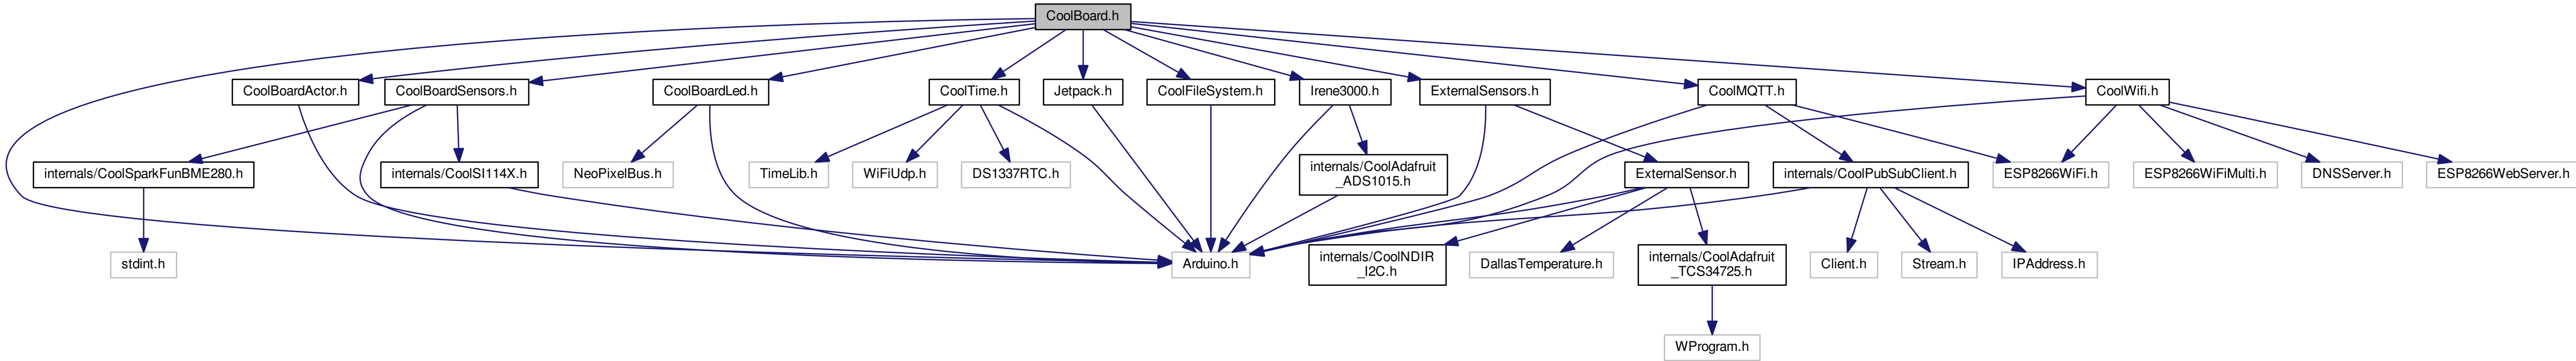 CoolBoard.h
CoolBoardActor.h
CoolBoardSensors.h
CoolBoardLed.h
CoolTime.h
Jetpack.h
CoolFileSystem.h
Irene3000.h
ExternalSensors.h
CoolMQTT.h
CoolWifi.h
internals/CoolSparkFunBME280.h
internals/CoolSI114X.h
NeoPixelBus.h
TimeLib.h
WiFiUdp.h
DS1337RTC.h
internals/CoolAdafruit
_ADS1015.h
ExternalSensor.h
internals/CoolPubSubClient.h
ESP8266WiFi.h
ESP8266WiFiMulti.h
DNSServer.h
ESP8266WebServer.h
stdint.h
Arduino.h
internals/CoolNDIR
_I2C.h
DallasTemperature.h
internals/CoolAdafruit
_TCS34725.h
Client.h
Stream.h
IPAddress.h
WProgram.h